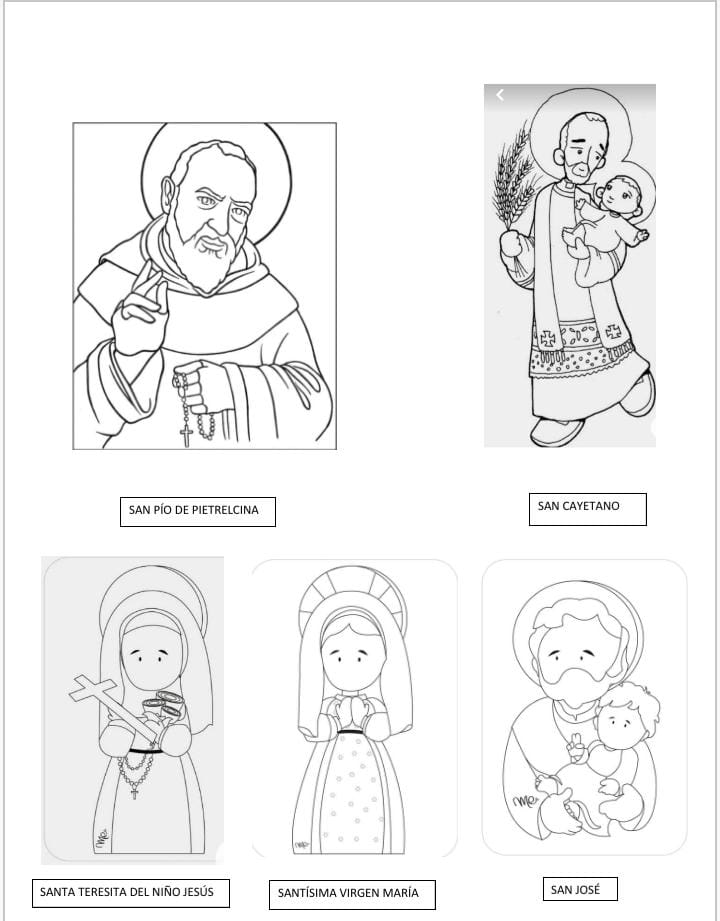 SAN PÍO DE PIETRELCINA
SAN CAYETANO
SANTA TERESITA DEL NIÑO JESÚS
SANTÍSIMA VIRGEN MARÍA
SAN JOSÉ